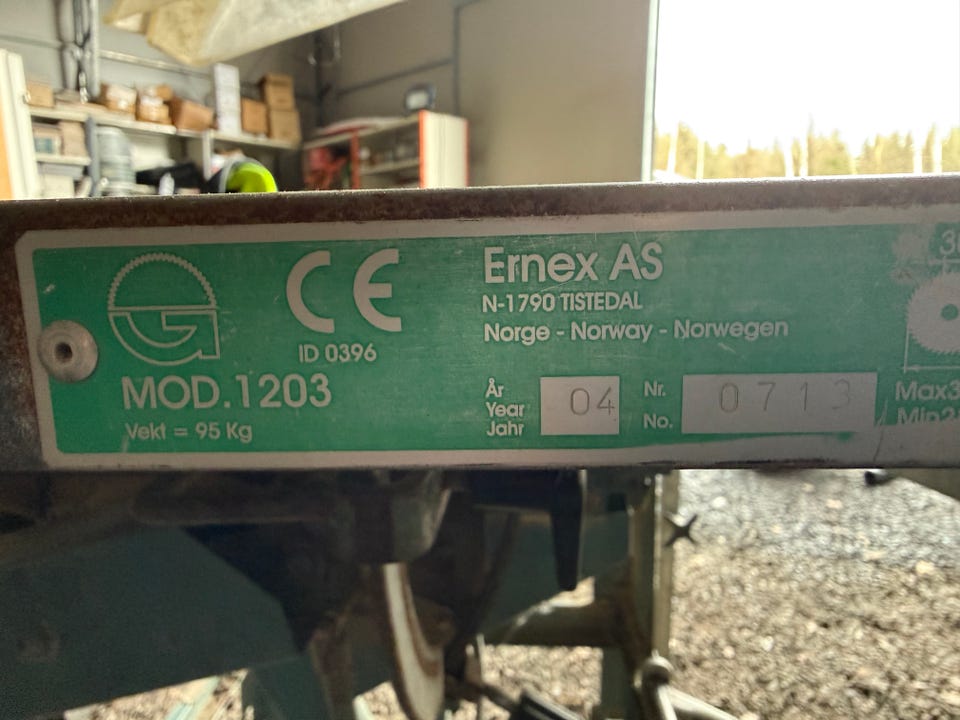 CE
ID 0396
MOD.1203
Vekt = 95 Kg
Ernex AS
N-1790 TISTEDAL
Norge - Norway - Norwegen
År
Year
Jahr
04
Nr.
No.
0713